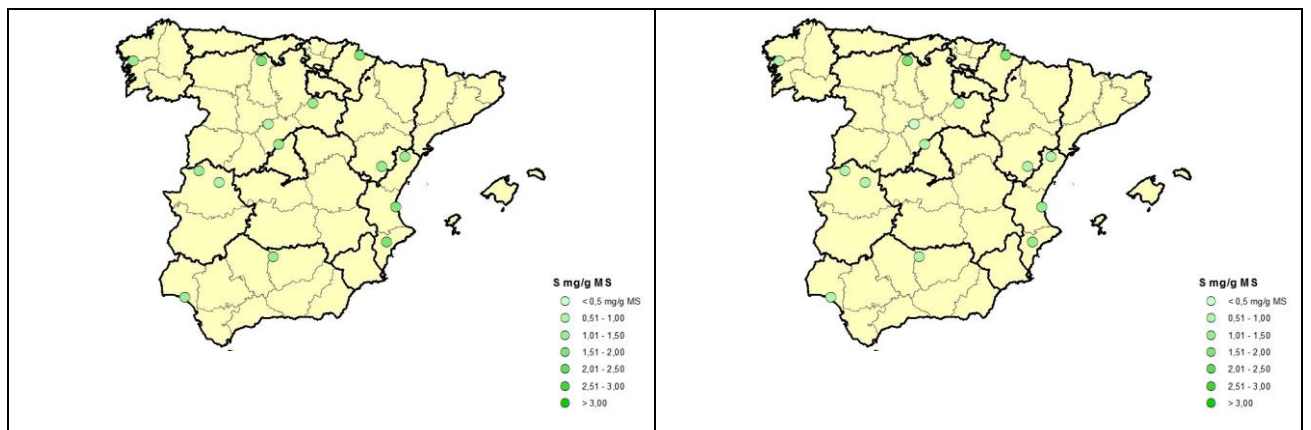 S mg/g MS
< 0,5 mg/g MS
0,51 - 1,00
1,01 - 1,50
1,51 - 2,00
2,01 - 2,50
2,51 - 3,00
> 3,00
S mg/g MS
< 0,5 mg/g MS
0,51 - 1,00
1,01 - 1,50
1,51 - 2,00
2,01 - 2,50
2,51 - 3,00
> 3,00